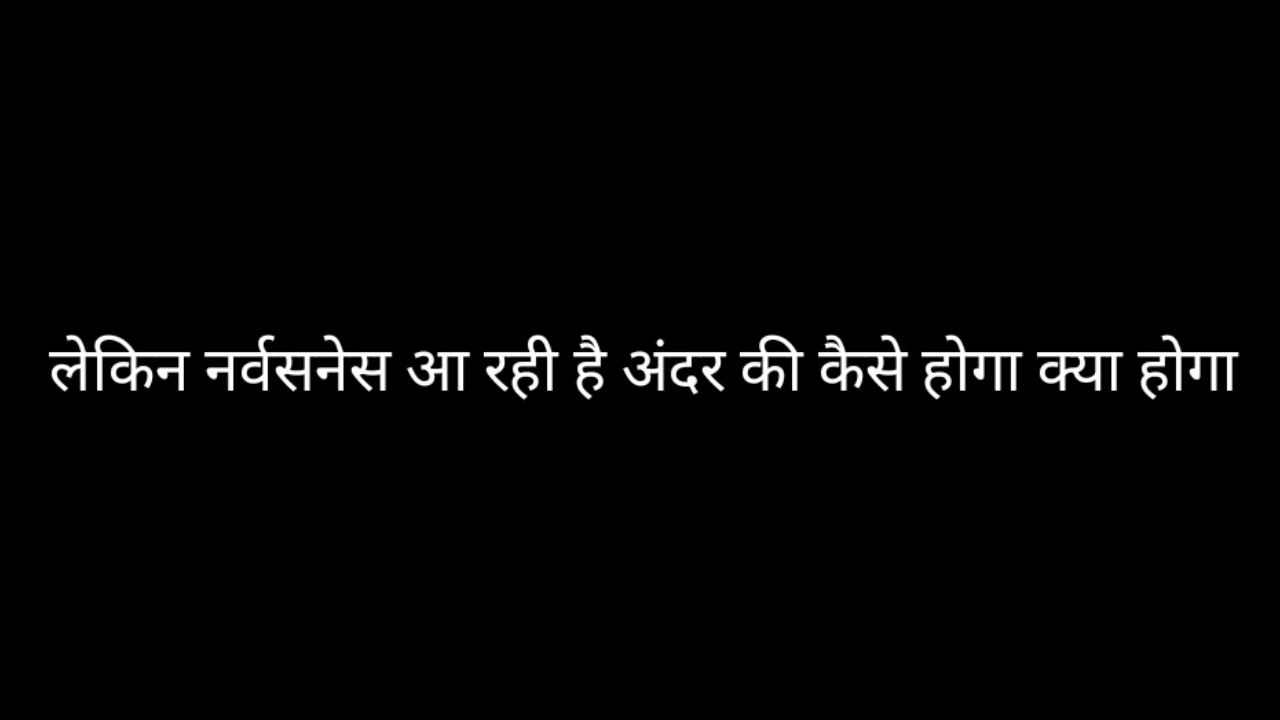 लेकिन नर्वसनेस आ रही है अंदर की कैसे होगा क्या होगा